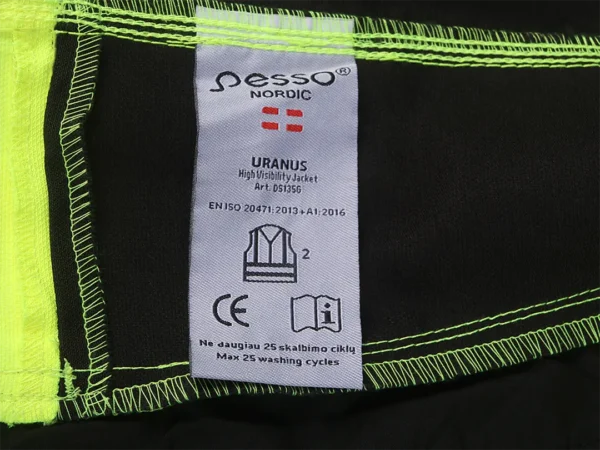 Pesso®
NORDIC
URANUS
High Visibility Jacket
Art. DS135G
EN ISO 20471:2013+A1:2016
2
CE
i
Ne daugiau 25 skalbimo ciklų
Max 25 washing cycles